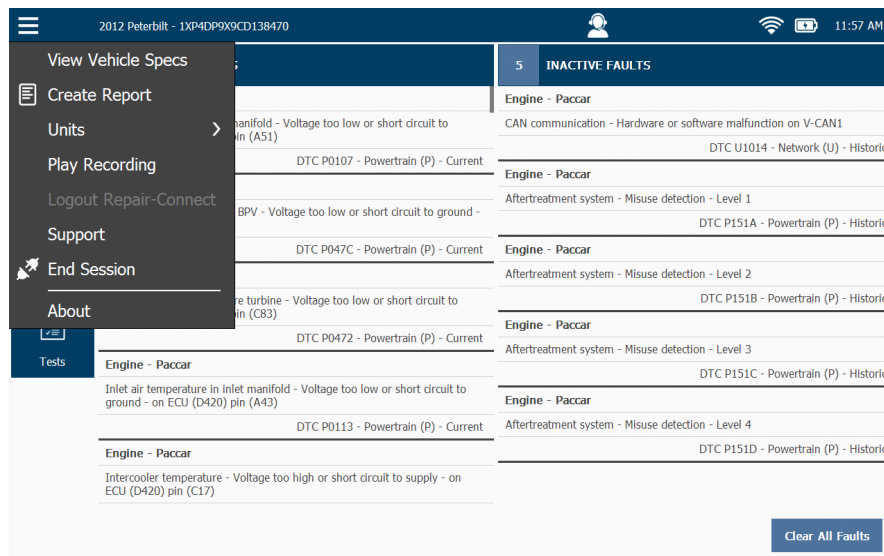 2012 Peterbilt - 1XP4DP9X9CD138470
11:57 AM
View Vehicle Specs
Create Report
Units
Play Recording
Logout Repair-Connect
Support
End Session
About
Tests
anifold - Voltage too low or short circuit to
in (A51)
DTC P0107 - Powertrain (P) - Current
BPV - Voltage too low or short circuit to ground -
DTC P047C - Powertrain (P) - Current
re turbine - Voltage too low or short circuit to
in (C83)
DTC P0472 - Powertrain (P) - Current
Engine - Paccar
Inlet air temperature in inlet manifold - Voltage too low or short circuit to
ground - on ECU (D420) pin (A43)
DTC P0113 - Powertrain (P) - Current
Engine - Paccar
Intercooler temperature - Voltage too high or short circuit to supply - on
ECU (D420) pin (C17)
5 INACTIVE FAULTS
Engine - Paccar
CAN communication - Hardware or software malfunction on V-CAN1
DTC U1014 - Network (U) - Historic
Engine - Paccar
Aftertreatment system - Misuse detection - Level 1
DTC P151A - Powertrain (P) - Historic
Engine - Paccar
Aftertreatment system - Misuse detection - Level 2
DTC P151B - Powertrain (P) - Historic
Engine - Paccar
Aftertreatment system - Misuse detection - Level 3
DTC P151C - Powertrain (P) - Historic
Engine - Paccar
Aftertreatment system - Misuse detection - Level 4
DTC P151D - Powertrain (P) - Historic
Clear All Faults